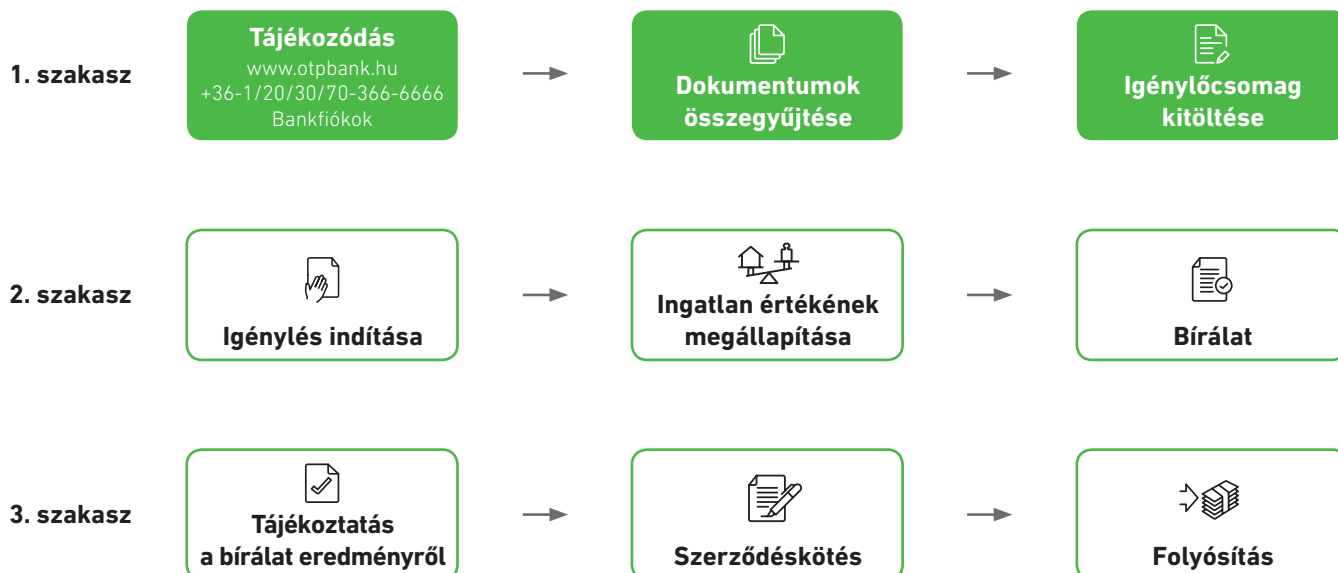 1. szakasz
Tájékozódás
www.otpbank.hu
+36-1/20/30/70-366-6666
Bankfiókok
Dokumentumok
összegyűjtése
Igénylőcsomag
kitöltése
2. szakasz
Igénylés indítása
Ingatlan értékének
megállapítása
Bírálat
3. szakasz
Tájékoztatás
a bírálat eredményről
Szerződéskötés
Folyósítás